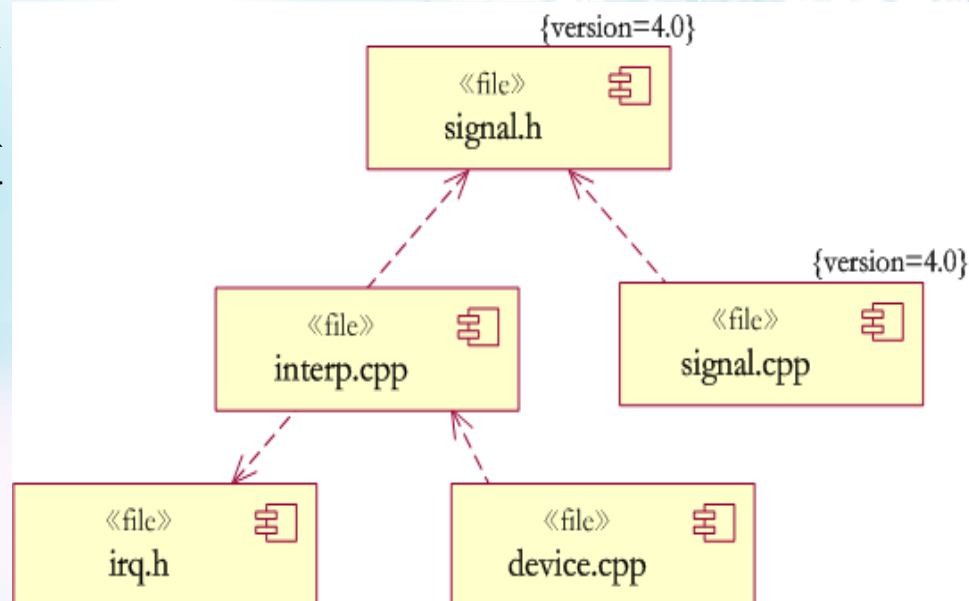 {version=4.0}
《file》
signal.h
{version=4.0}
《file》
interp.cpp
《file》
signal.cpp
《file》
irq.h
《file》
device.cpp